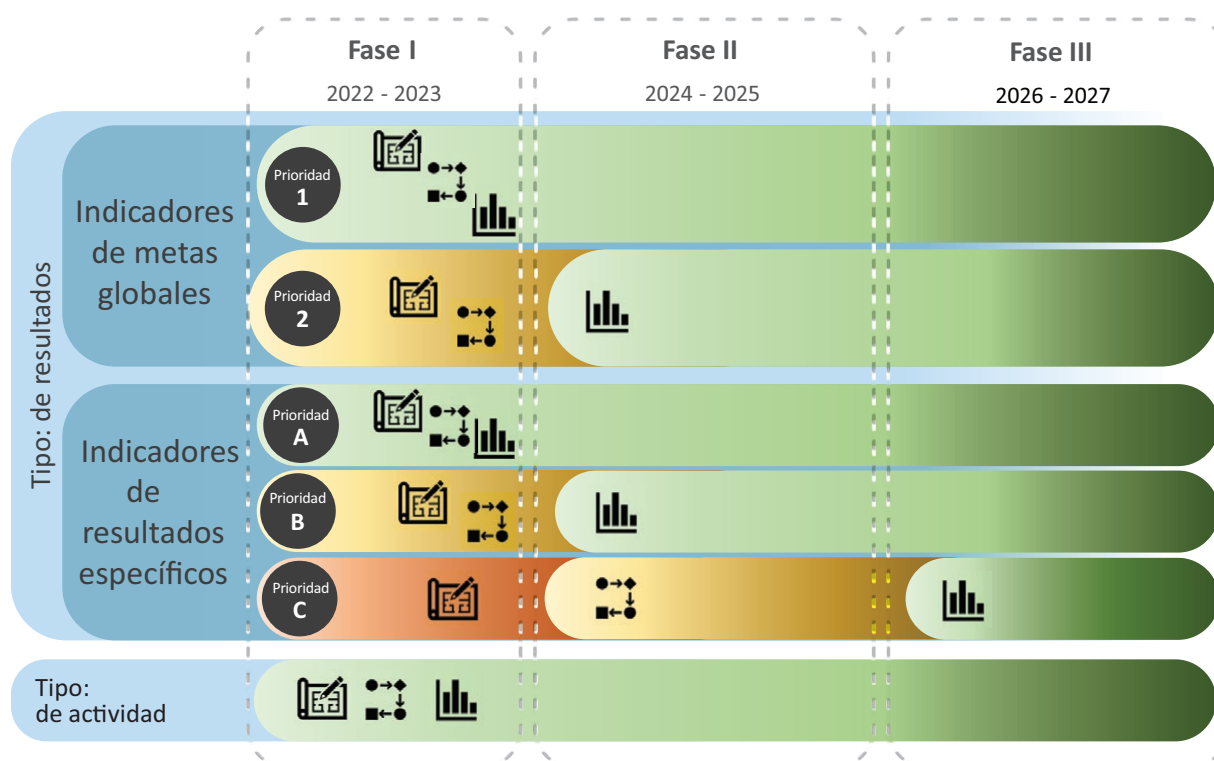 Fase I
2022 - 2023
Fase II
2024 - 2025
Fase III
2026 - 2027
Tipo: de resultados
Indicadores
de metas
globales
Prioridad
1
Prioridad
2
Indicadores
de
resultados
específicos
Prioridad
A
Prioridad
B
Prioridad
C
Tipo:
de actividad